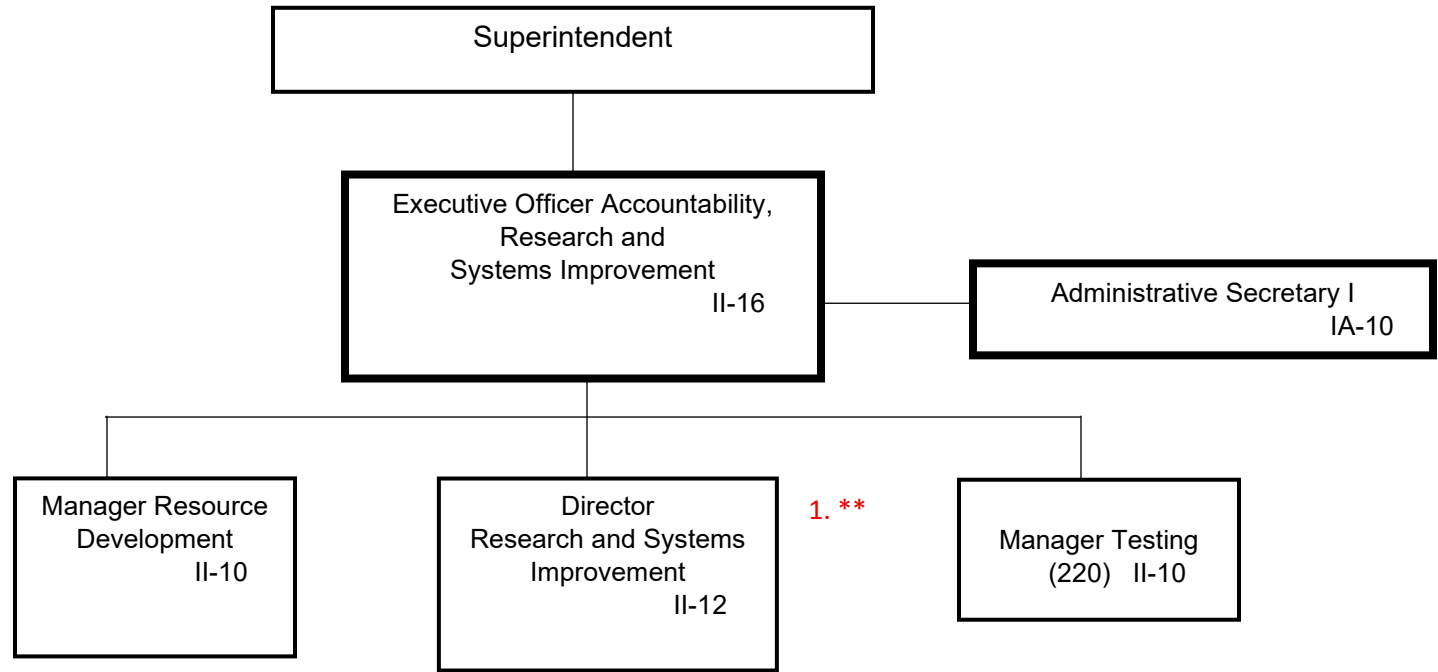 Superintendent
Executive Officer Accountability,
Research and
Systems Improvement
II-16
Administrative Secretary I
IA-10
Manager Resource
Development
II-10
Director
Research and Systems
Improvement
II-12
1. **
Manager Testing
(220) II-10